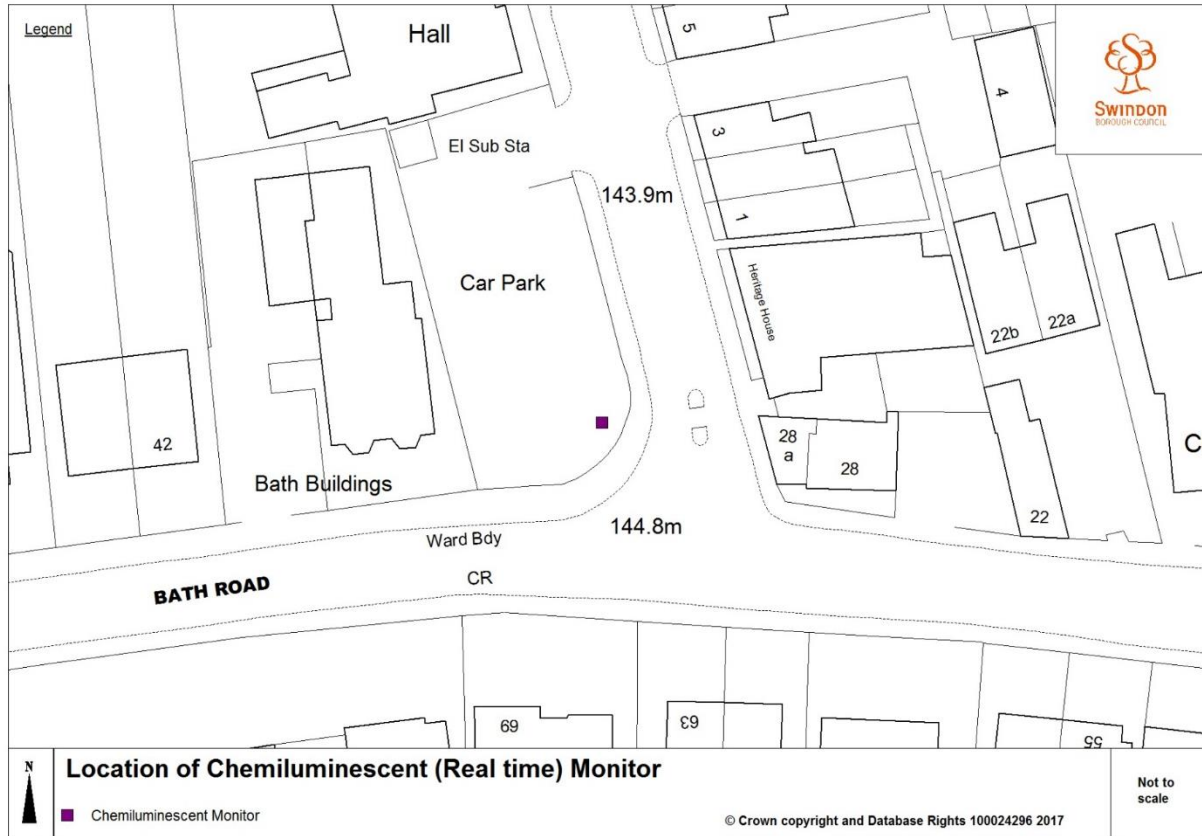 Legend
Hall
5
4
SWINDON
BOROUGH COUNCIL
3
El Sub Sta
143.9m
1
Car Park
Heritage House
22b
22a
42
28
a
28
C
Bath Buildings
22
144.8m
Ward Bdy
CR
BATH ROAD
69
63
55
N
Location of Chemiluminescent (Real time) Monitor
Chemiluminescent Monitor
© Crown copyright and Database Rights 100024296 2017
Not to
scale